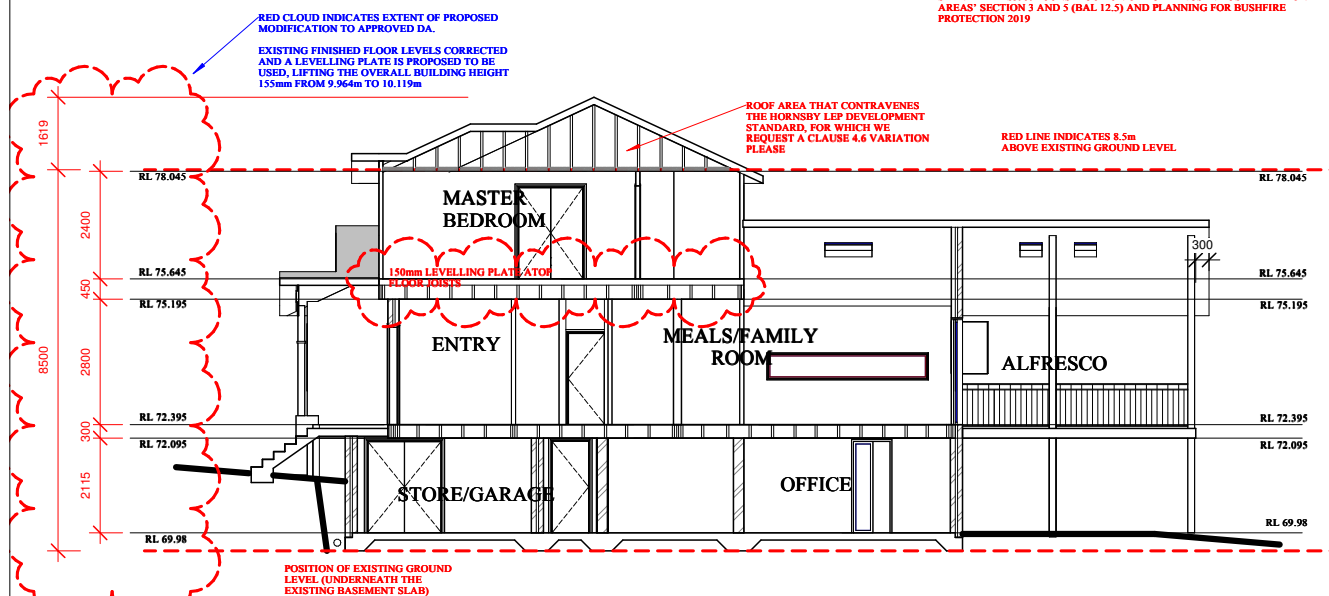 AREAS' SECTION 3 AND 5 (BAL 12.5) AND PLANNING FOR BUSHFIRE
PROTECTION 2019
RED CLOUD INDICATES EXTENT OF PROPOSED
MODIFICATION TO APPROVED DA.
EXISTING FINISHED FLOOR LEVELS CORRECTED
AND A LEVELLING PLATE IS PROPOSED TO BE
USED, LIFTING THE OVERALL BUILDING HEIGHT
155mm FROM 9.964m TO 10.119m
ROOF AREA THAT CONTRAVENES
THE HORNSBY LEP DEVELOPMENT
STANDARD, FOR WHICH WE
REQUEST A CLAUSE 4.6 VARIATION
PLEASE
RED LINE INDICATES 8.5m
ABOVE EXISTING GROUND LEVEL
1619
RL 78.045
RL 78.045
MASTER
BEDROOM
2400
300
150mm LEVELLING PLATE ATOP
FLOOR JOISTS
RL 75.645
RL 75.645
450
RL 75.195
RL 75.195
ENTRY
MEALS/FAMILY
ROOM
ALFRESCO
8500
2800
RL 72.395
RL 72.395
300
RL 72.095
RL 72.095
2115
STORE/GARAGE
OFFICE
RL 69.98
RL 69.98
POSITION OF EXISTING GROUND
LEVEL (UNDERNEATH THE
EXISTING BASEMENT SLAB)